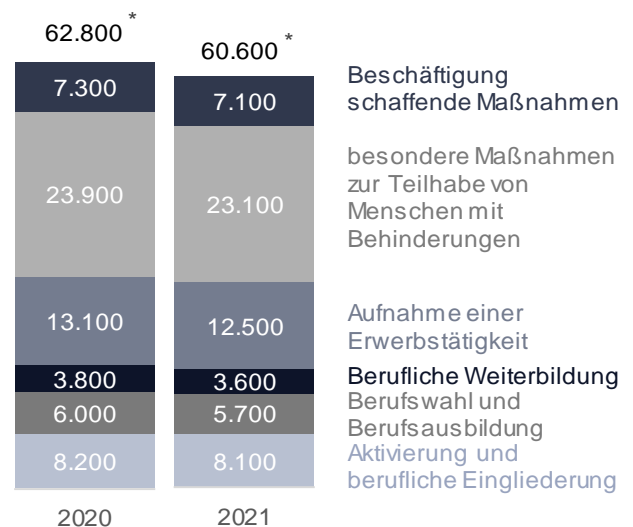 62.800 *
60.600 *
7.300
7.100
Beschäftigung
schaffende Maßnahmen
23.900
23.100
besondere Maßnahmen
zur Teilhabe von
Menschen mit
Behinderungen
13.100
12.500
Aufnahme einer
Erwerbstätigkeit
3.800
3.600
Berufliche Weiterbildung
6.000
5.700
Berufswahl und
Berufsausbildung
8.200
8.100
Aktivierung und
berufliche Eingliederung
2020
2021